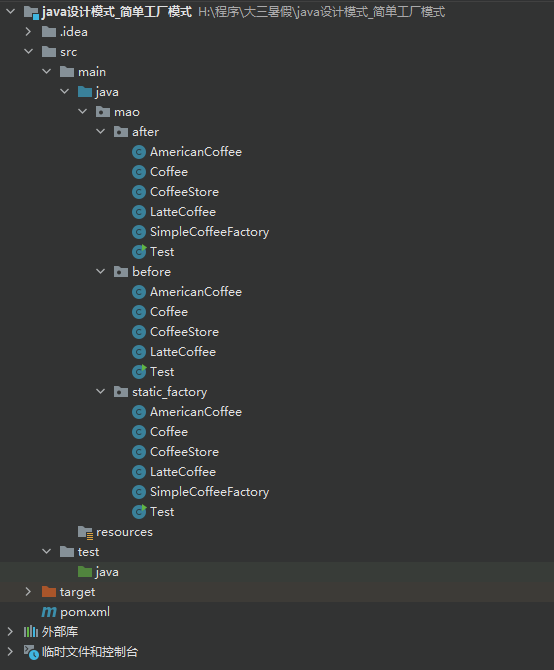 java设计模式_简单工厂模式 H:\程序\大三暑假\java设计模式_简单工厂模式
.idea
src
main
java
mao
after
AmericanCoffee
Coffee
CoffeeStore
LatteCoffee
SimpleCoffeeFactory
Test
before
AmericanCoffee
Coffee
CoffeeStore
LatteCoffee
Test
static_factory
AmericanCoffee
Coffee
CoffeeStore
LatteCoffee
SimpleCoffeeFactory
Test
resources
test
java
target
pom.xml
外部库
临时文件和控制台